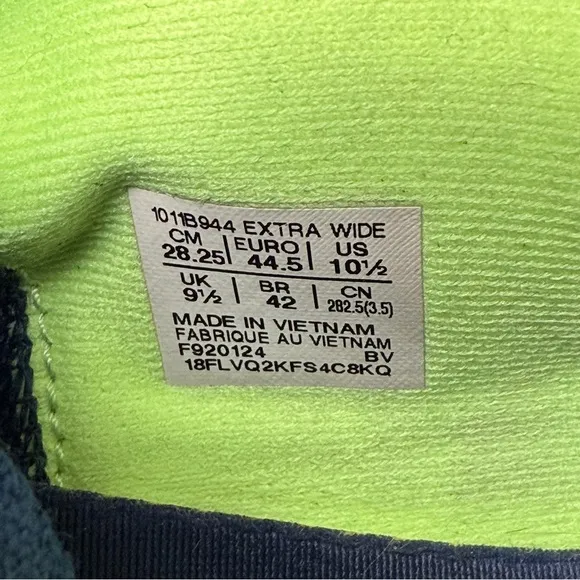 1011B944 EXTRA WIDE
CM | EURO | US
28.25 | 44.5 | 10½
UK | BR | CN
9½ | 42 | 282.5(3.5)
MADE IN VIETNAM
FABRIQUE AU VIETNAM
F920124 BV
18FLVQ2KFS4C8KQ